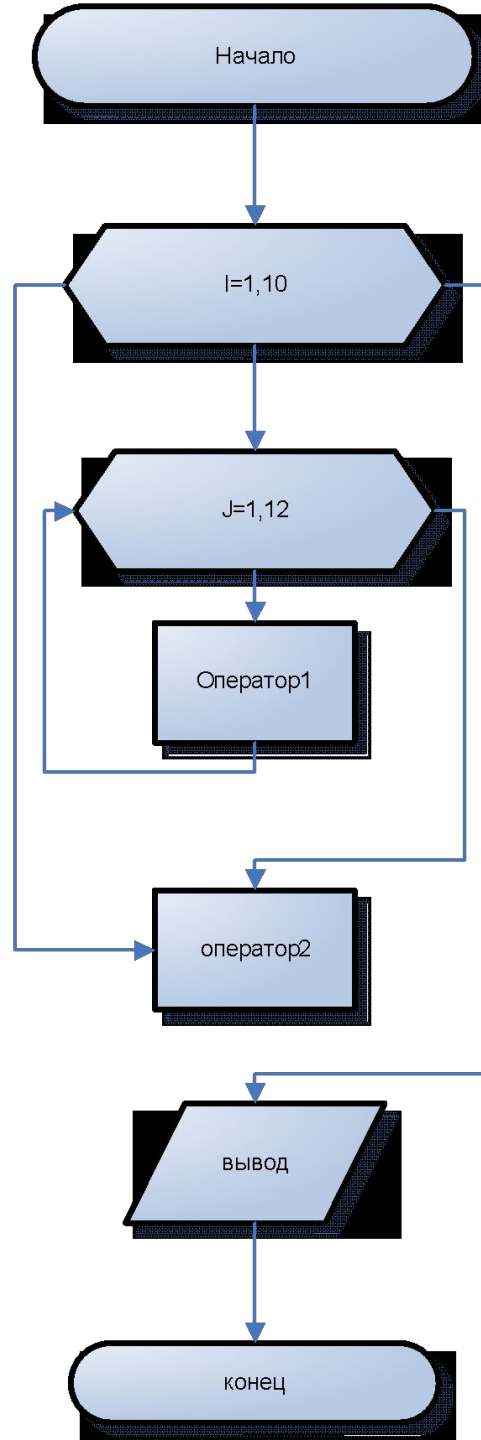 Начало
I=1,10
J=1,12
Оператор1
оператор2
вывод
конец